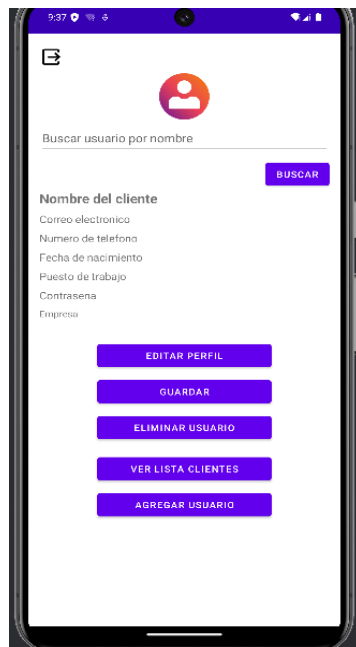 9:37
Buscar usuario por nombre
BUSCAR
Nombre del cliente
Correo electronico
Numero de telefono
Fecha de nacimiento
Puesto de trabajo
Contrasena
Empresa
EDITAR PERFIL
GUARDAR
ELIMINAR USUARIO
VER LISTA CLIENTES
AGREGAR USUARIO